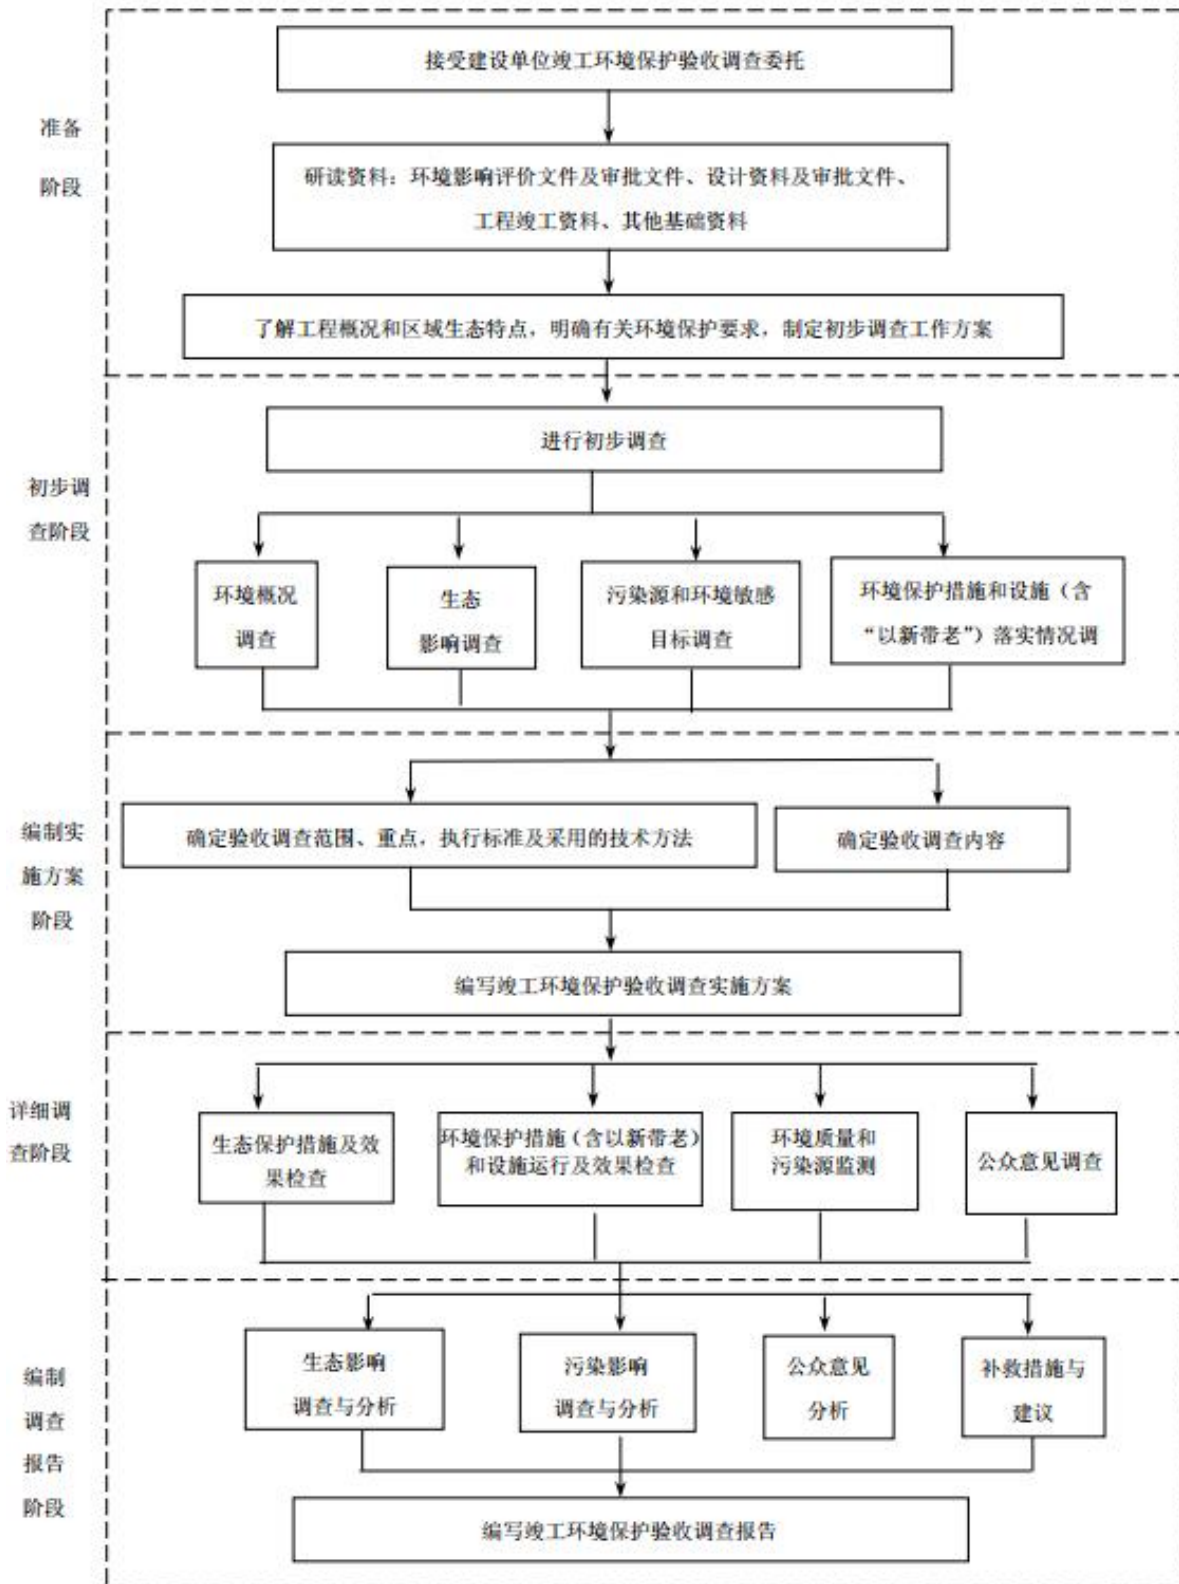 接受建设单位竣工环境保护验收调查委托
准备
阶段
研读资料：环境影响评价文件及审批文件、设计资料及审批文件、
工程竣工资料、其他基础资料
了解工程概况和区域生态特点，明确有关环境保护要求，制定初步调查工作方案
进行初步调查
初步调
查阶段
环境概况
调查
生态
影响调查
污染源和环境敏感
目标调查
环境保护措施和设施（含
“以新带老”）落实情况调
编制实
施方案
阶段
确定验收调查范围、重点，执行标准及采用的技术方法
确定验收调查内容
编写竣工环境保护验收调查实施方案
详细调
查阶段
生态保护措施及效
果检查
环境保护措施（含以新带老）
和设施运行及效果检查
环境质量和
污染源监测
公众意见调查
编制
调查
报告
阶段
生态影响
调查与分析
污染影响
调查与分析
公众意见
分析
补救措施与
建议
编写竣工环境保护验收调查报告